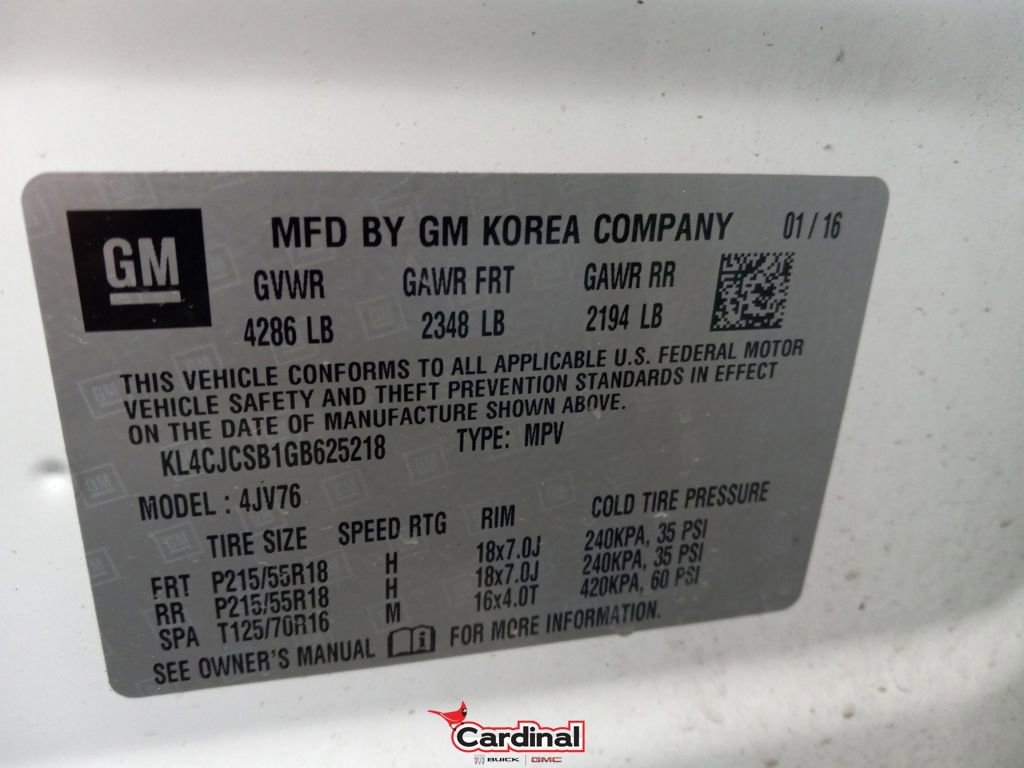 GM
MFD BY GM KOREA COMPANY 01/16
GVWR GAWR FRT GAWR RR
4286 LB 2348 LB 2194 LB
THIS VEHICLE CONFORMS TO ALL APPLICABLE U.S. FEDERAL MOTOR
VEHICLE SAFETY AND THEFT PREVENTION STANDARDS IN EFFECT
ON THE DATE OF MANUFACTURE SHOWN ABOVE.
KL4CJCSB1GB625218 TYPE: MPV
MODEL : 4JV76
TIRE SIZE SPEED RTG RIM COLD TIRE PRESSURE
FRT P215/55R18 H 18x7.0J 240KPA, 35 PSI
RR P215/55R18 H 18x7.0J 240KPA, 35 PSI
SPA T125/70R16 M 16x4.0T 420KPA, 60 PSI
SEE OWNER'S MANUAL FOR MORE INFORMATION.
Cardinal
BUICK GMC